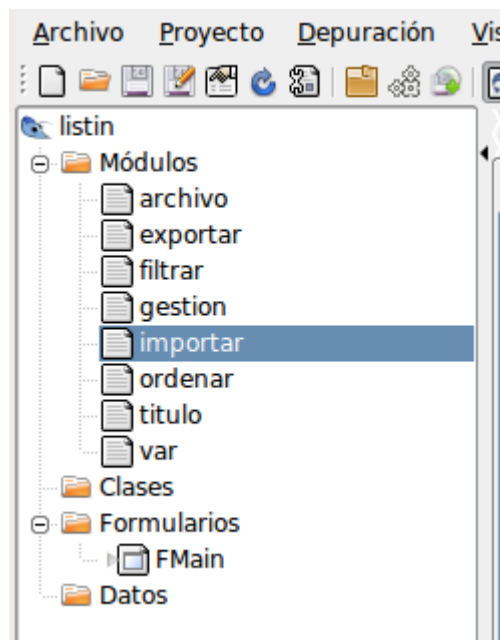 Archivo Proyecto Depuración
listin
Módulos
archivo
exportar
filtrar
gestion
importar
ordenar
titulo
var
Clases
Formularios
FMain
Datos